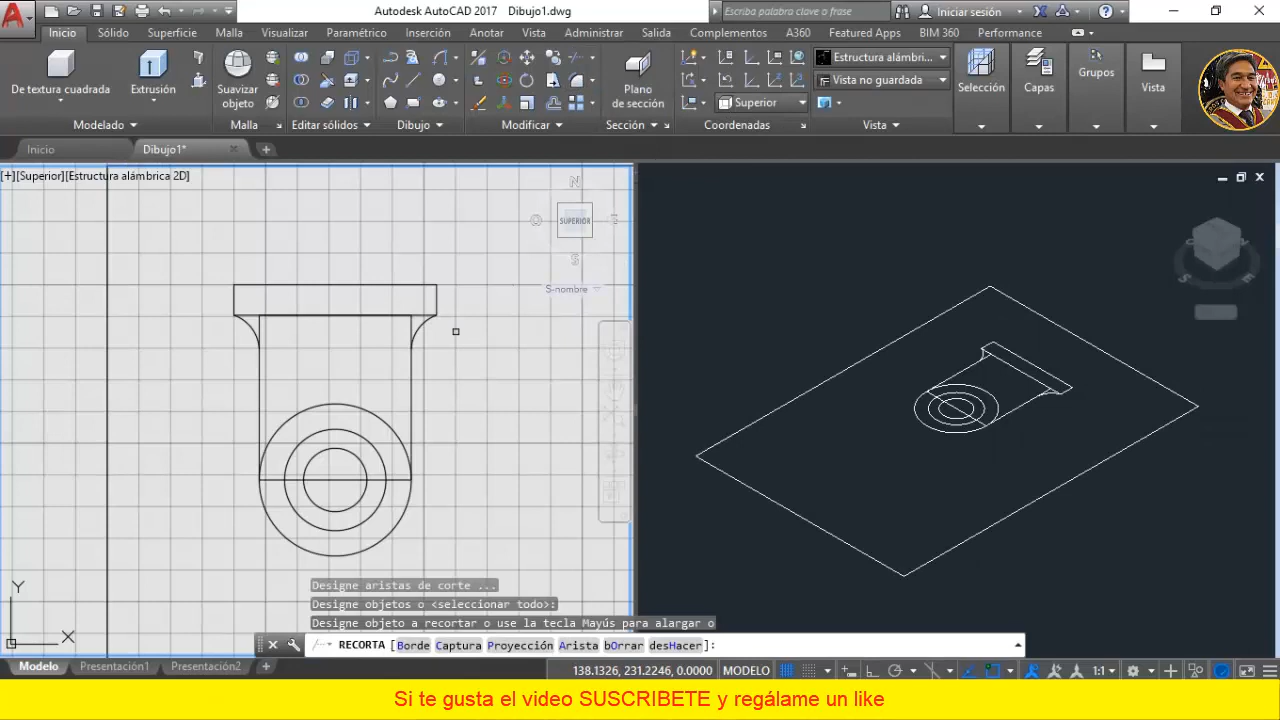 Autodesk AutoCAD 2017 Dibujo1.dwg
Escriba palabra clave o frase
Iniciar sesión
Inicio Sólido Superficie Malla Visualizar Paramétrico Inserción Anotar Vista Administrar Salida Complementos A360 Featured Apps BIM 360 Performance
De textura cuadrada
Extrusión
Suavizar objeto
Plano de sección
Estructura alámbri...
Vista no guardada
Superior
Selección
Capas
Grupos
Vista
Modelado Malla Editar sólidos Dibujo Modificar Sección Coordenadas Vista
Inicio Dibujo1*
[+][Superior][Estructura alámbrica 2D]
N
O SUPERIOR E
S
S-nombre
S E
Y
X
Designe aristas de corte ...
Designe objetos o <seleccionar todo>:
Designe objeto a recortar o use la tecla Mayús para alargar o
RECORTA [Borde Captura Proyección Arista bOrrar desHacer]:
Modelo Presentación1 Presentación2
138.1326, 231.2246, 0.0000 MODELO 1:1
Si te gusta el video SUSCRIBETE y regálame un like